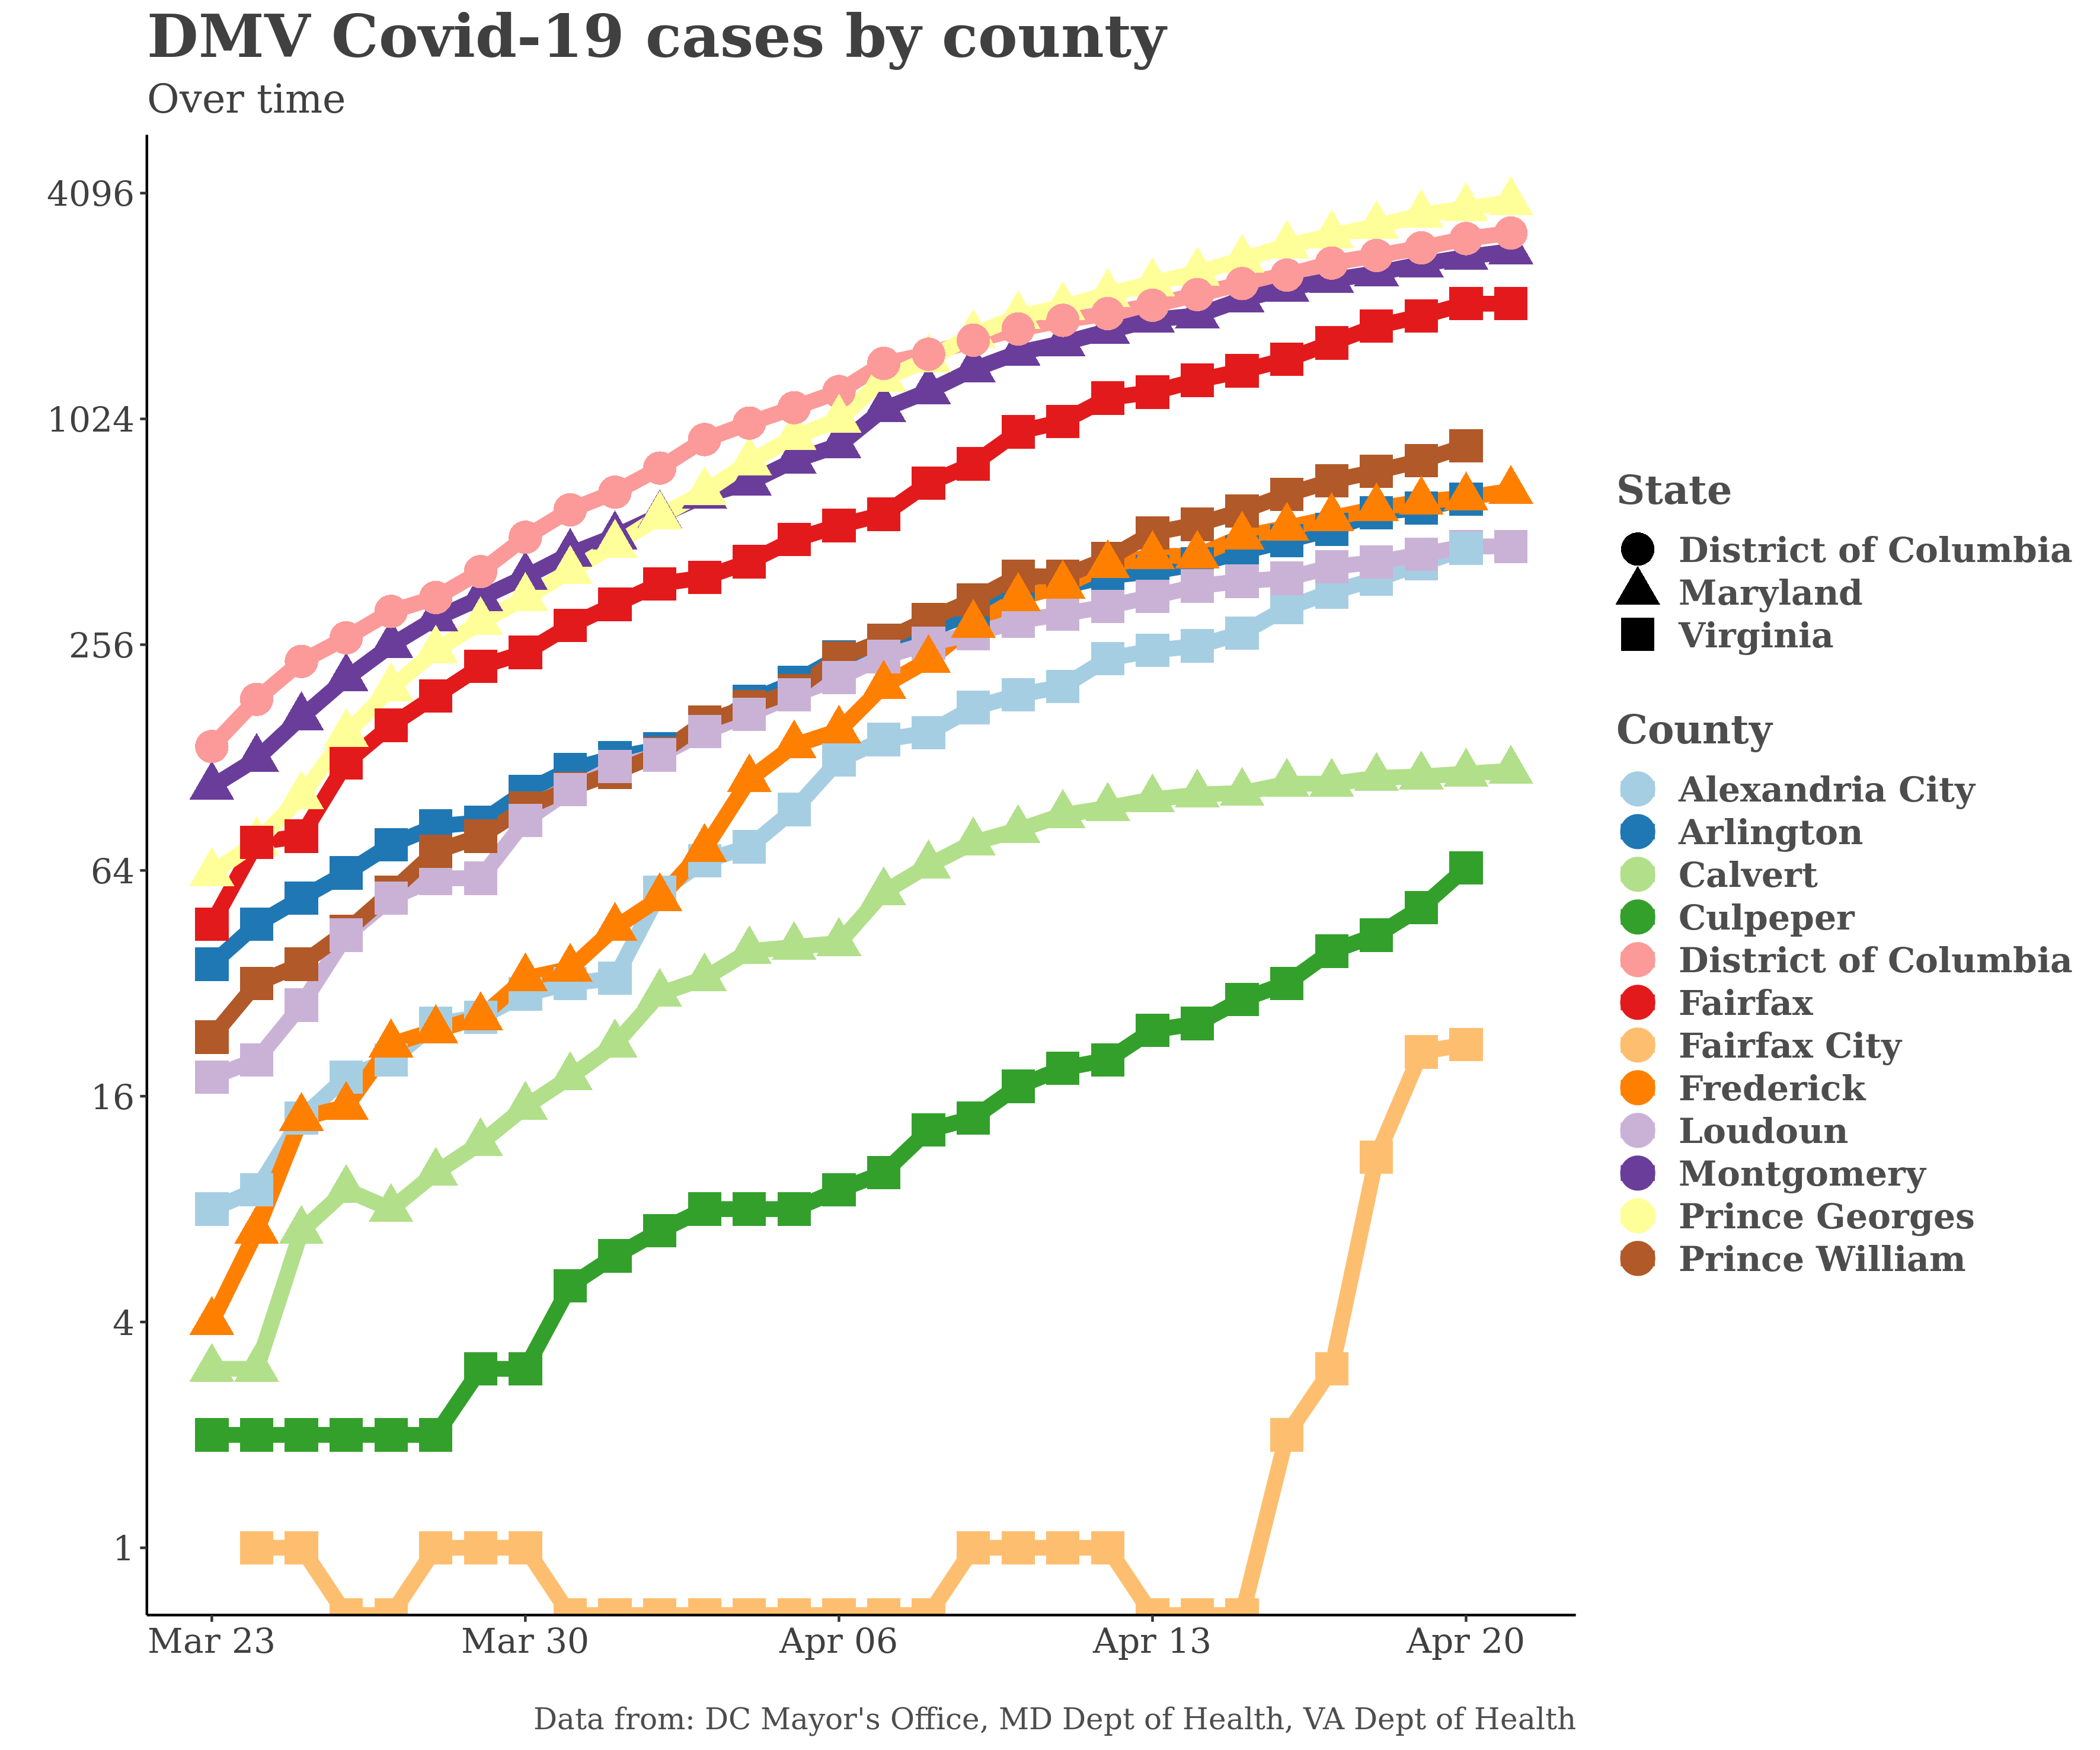 DMV Covid-19 cases by county
Over time
4096
1024
256
64
16
4
1
Mar 23
Mar 30
Apr 06
Apr 13
Apr 20
State
District of Columbia
Maryland
Virginia
County
Alexandria City
Arlington
Calvert
Culpeper
District of Columbia
Fairfax
Fairfax City
Frederick
Loudoun
Montgomery
Prince Georges
Prince William
Data from: DC Mayor's Office, MD Dept of Health, VA Dept of Health